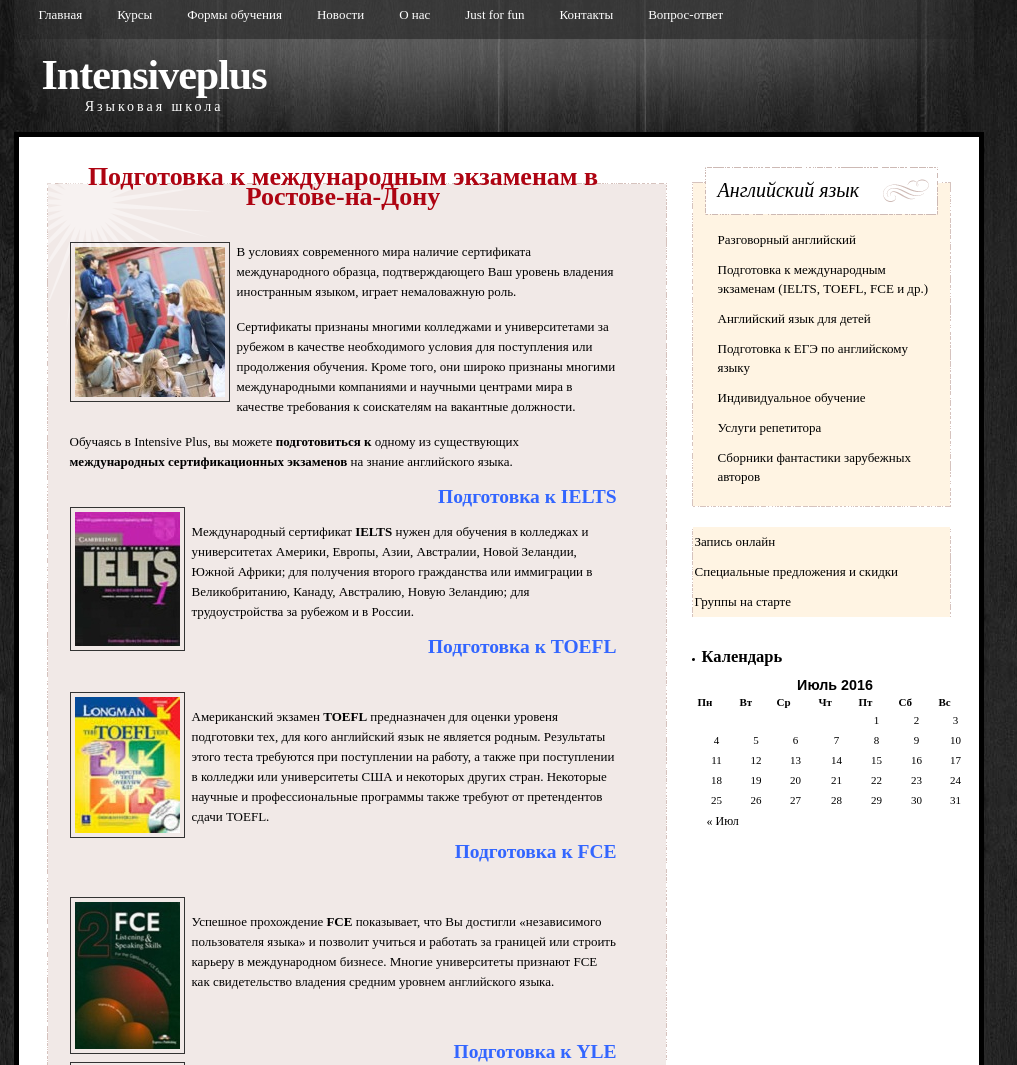 Главная Курсы Формы обучения Новости О нас Just for fun Контакты Вопрос-ответ
Intensiveplus
Языковая школа
Подготовка к международным экзаменам в
Ростове-на-Дону
В условиях современного мира наличие сертификата
международного образца, подтверждающего Ваш уровень владения
иностранным языком, играет немаловажную роль.
Сертификаты признаны многими колледжами и университетами за
рубежом в качестве необходимого условия для поступления или
продолжения обучения. Кроме того, они широко признаны многими
международными компаниями и научными центрами мира в
качестве требования к соискателям на вакантные должности.
Обучаясь в Intensive Plus, вы можете подготовиться к одному из существующих
международных сертификационных экзаменов на знание английского языка.
Подготовка к IELTS
CAMBRIDGE
PRACTICE TESTS FOR
IELTS
1
Международный сертификат IELTS нужен для обучения в колледжах и
университетах Америки, Европы, Азии, Австралии, Новой Зеландии,
Южной Африки; для получения второго гражданства или иммиграции в
Великобританию, Канаду, Австралию, Новую Зеландию; для
трудоустройства за рубежом и в России.
Подготовка к TOEFL
LONGMAN
THE TOEFL TEST
Американский экзамен TOEFL предназначен для оценки уровеня
подготовки тех, для кого английский язык не является родным. Результаты
этого теста требуются при поступлении на работу, а также при поступлении
в колледжи или университеты США и некоторых других стран. Некоторые
научные и профессиональные программы также требуют от претендентов
сдачи TOEFL.
Подготовка к FCE
2 FCE
Listening &
Speaking Skills
Успешное прохождение FCE показывает, что Вы достигли «независимого
пользователя языка» и позволит учиться и работать за границей или строить
карьеру в международном бизнесе. Многие университеты признают FCE
как свидетельство владения средним уровнем английского языка.
Подготовка к YLE
Английский язык
Разговорный английский
Подготовка к международным
экзаменам (IELTS, TOEFL, FCE и др.)
Английский язык для детей
Подготовка к ЕГЭ по английскому
языку
Индивидуальное обучение
Услуги репетитора
Сборники фантастики зарубежных
авторов
Запись онлайн
Специальные предложения и скидки
Группы на старте
Календарь
Июль 2016
Пн Вт Ср Чт Пт Сб Вс
1 2 3
4 5 6 7 8 9 10
11 12 13 14 15 16 17
18 19 20 21 22 23 24
25 26 27 28 29 30 31
« Июл